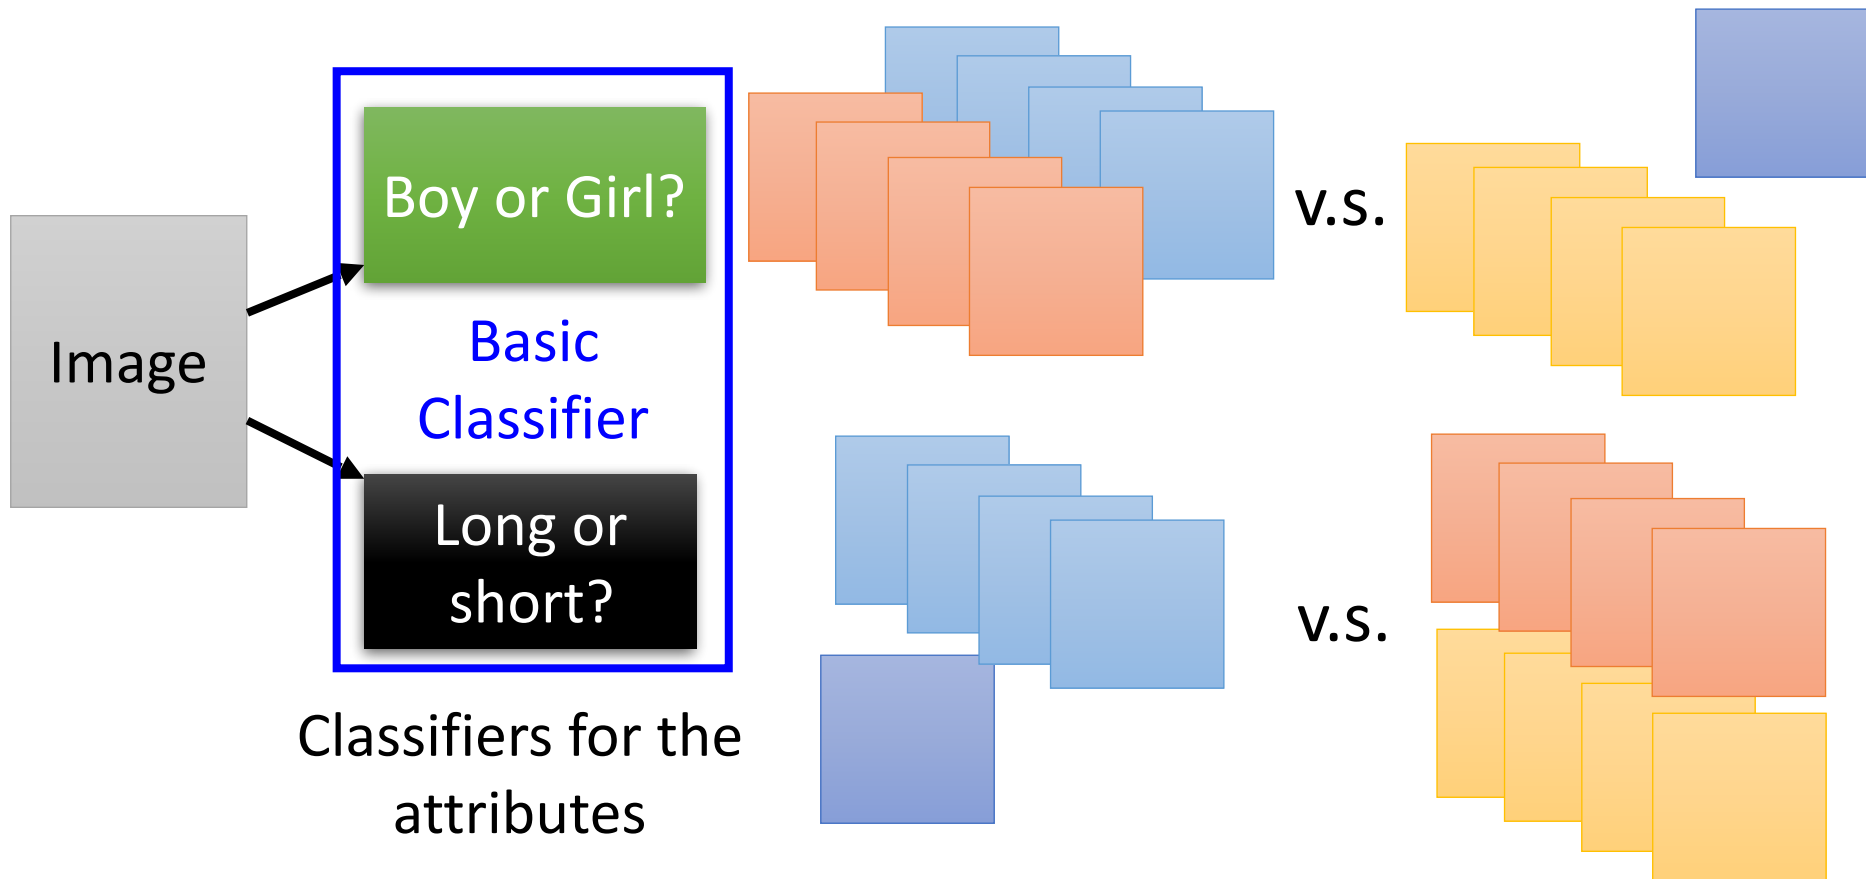 Image
Boy or Girl?
Basic
Classifier
Long or
short?
Classifiers for the
attributes
v.s.
v.s.